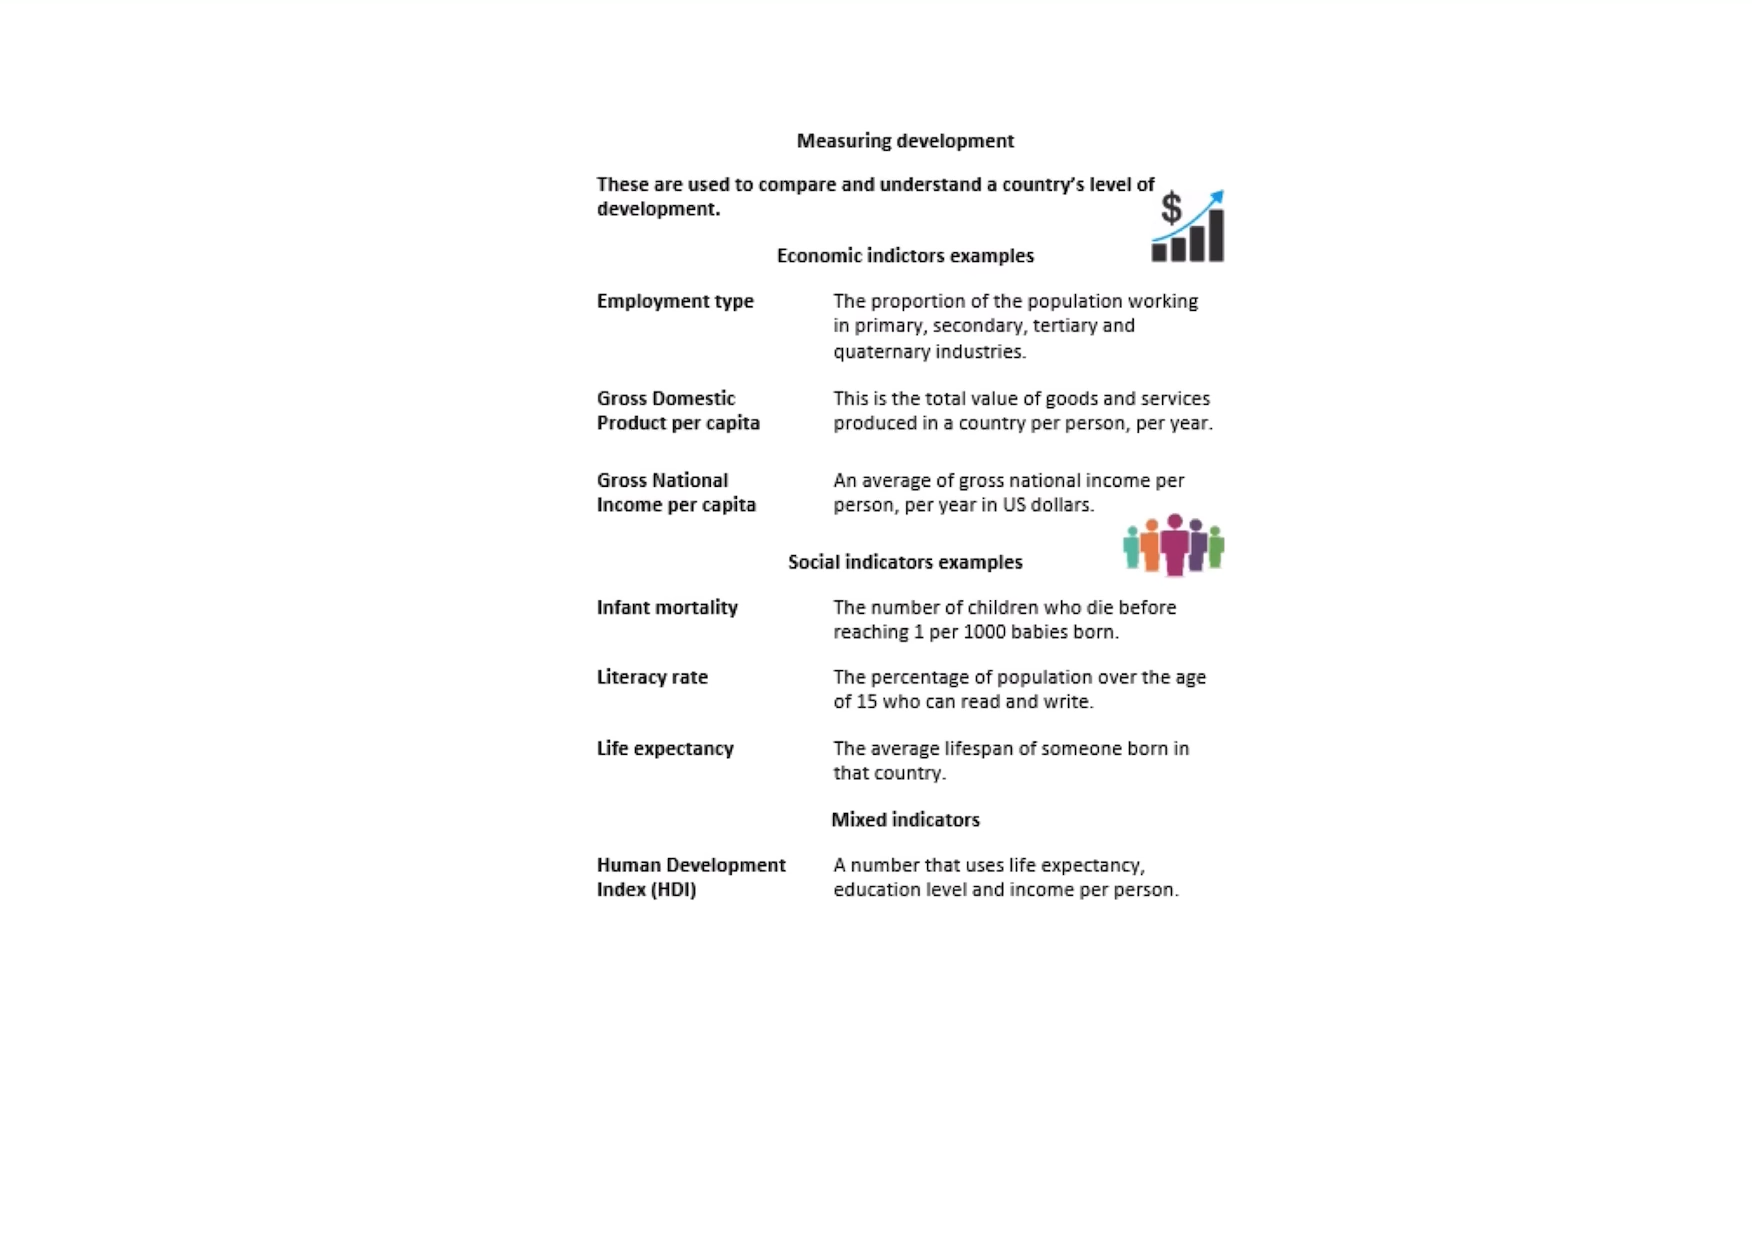 Measuring development
These are used to compare and understand a country's level of
development.
$
Economic indictors examples
Employment type
The proportion of the population working
in primary, secondary, tertiary and
quaternary industries.
Gross Domestic
Product per capita
This is the total value of goods and services
produced in a country per person, per year.
Gross National
Income per capita
An average of gross national income per
person, per year in US dollars.
Social indicators examples
Infant mortality
The number of children who die before
reaching 1 per 1000 babies born.
Literacy rate
The percentage of population over the age
of 15 who can read and write.
Life expectancy
The average lifespan of someone born in
that country.
Mixed indicators
Human Development
Index (HDI)
A number that uses life expectancy,
education level and income per person.